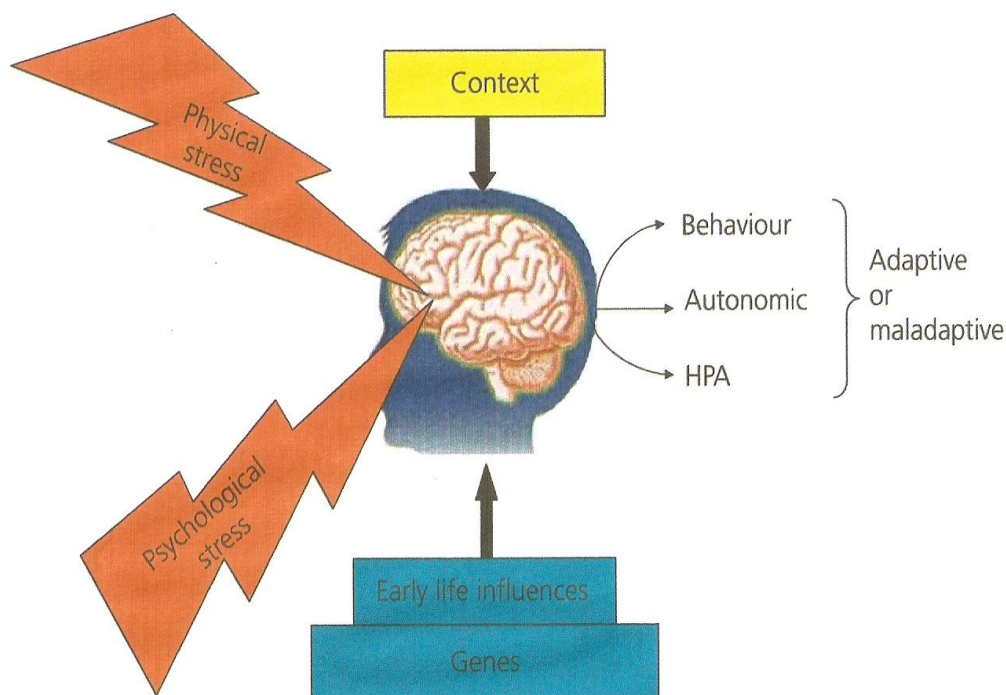 Context
Physical
stress
Behaviour
Autonomic
HPA
Adaptive
or
maladaptive
Psychological
stress
Early life influences
Genes